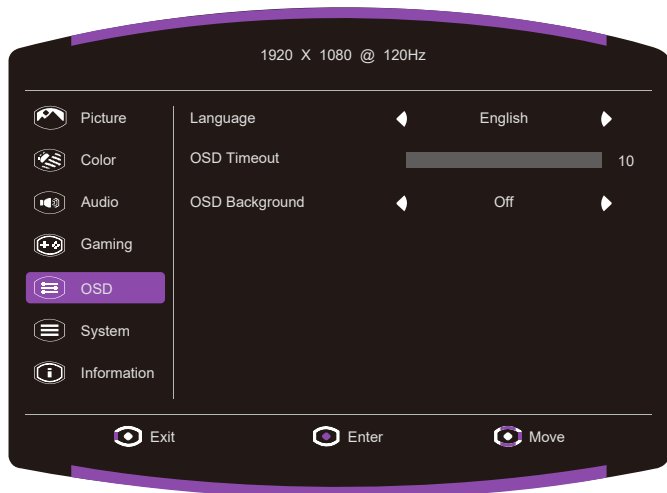 1920 X 1080 @ 120Hz
Picture
Language
English
Color
OSD Timeout
10
Audio
OSD Background
Off
Gaming
OSD
System
Information
Exit
Enter
Move